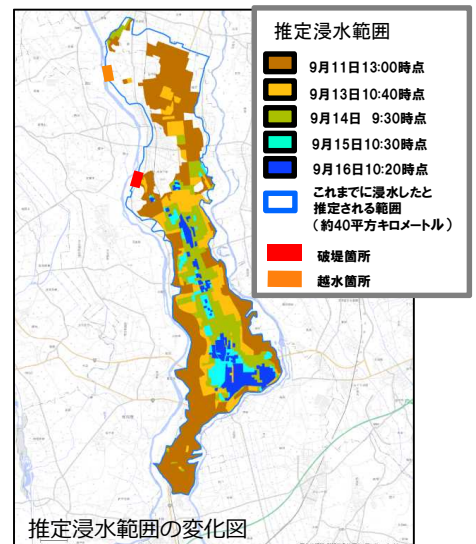 推定浸水範囲
9月11日13:00時点
9月13日10:40時点
9月14日 9:30時点
9月15日10:30時点
9月16日10:20時点
これまでに浸水したと
推定される範囲
(約40平方キロメートル)
破堤箇所
越水箇所
推定浸水範囲の変化図